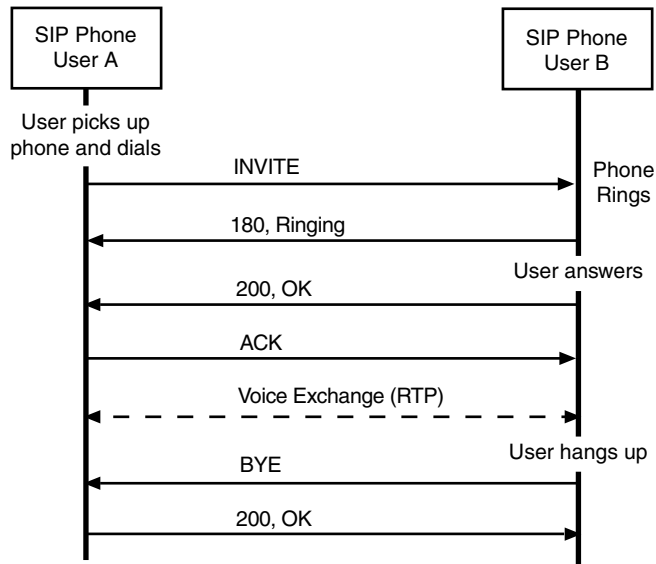 SIP Phone
User A
SIP Phone
User B
User picks up
phone and dials
INVITE
Phone
Rings
180, Ringing
User answers
200, OK
ACK
Voice Exchange (RTP)
User hangs up
BYE
200, OK